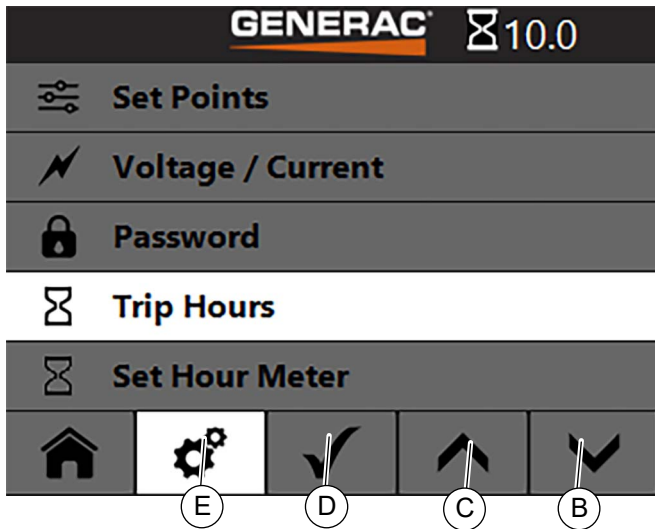 GENERAC 10.0
Set Points
Voltage / Current
Password
Trip Hours
Set Hour Meter
E D C B